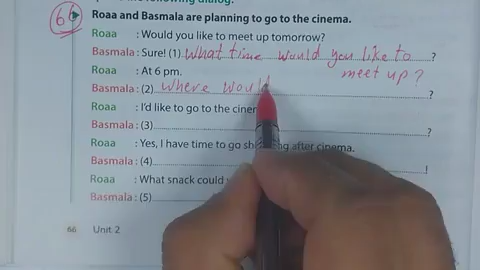 following dialog.
66 Roaa and Basmala are planning to go to the cinema.
Roaa : Would you like to meet up tomorrow?
Basmala: Sure! (1) What time would you like to ?
meet up?
Roaa : At 6 pm.
Basmala: (2) where would ?
Roaa : I'd like to go to the
Basmala: (3) ?
Roaa : Yes, I have time to go after cinema.
Basmala: (4) !
Roaa : What snack could
Basmala: (5)
66 Unit 2